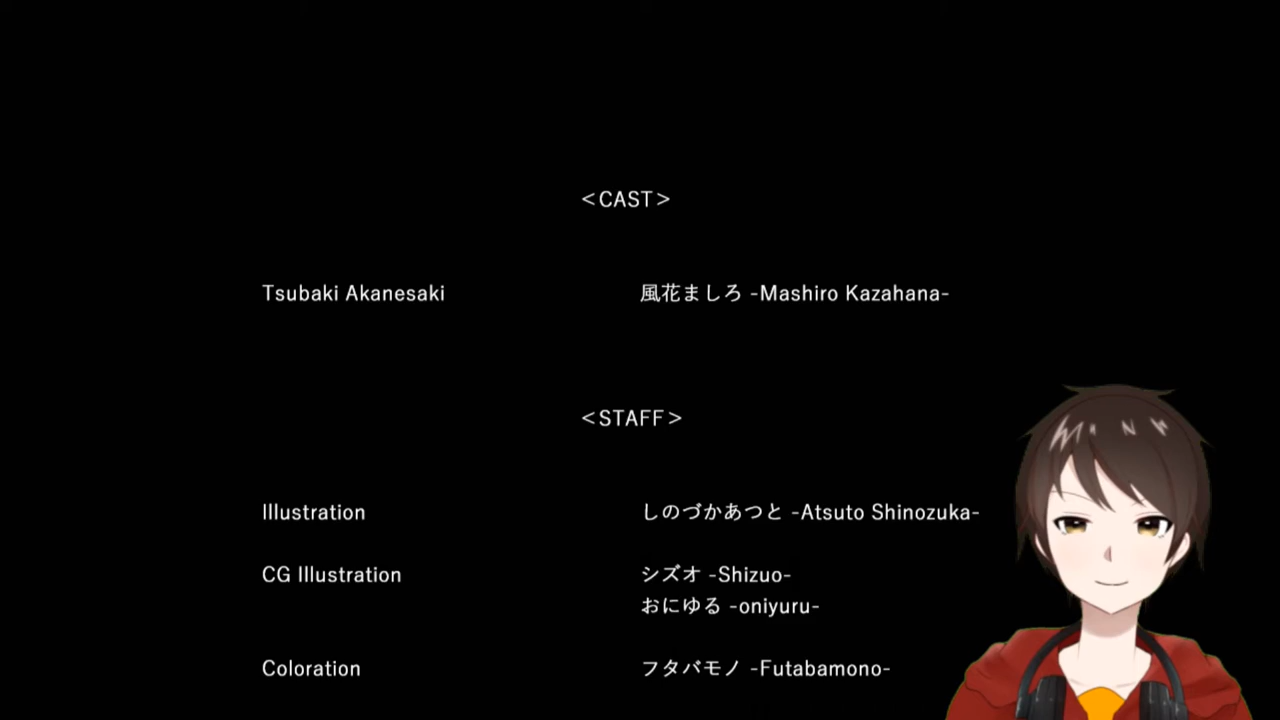 <CAST>
Tsubaki Akanesaki 風花ましろ -Mashiro Kazahana-
<STAFF>
Illustration しのづかあつと -Atsuto Shinozuka-
CG Illustration シズオ -Shizuo-
おにゆる -oniyuru-
Coloration フタバモノ -Futabamono-